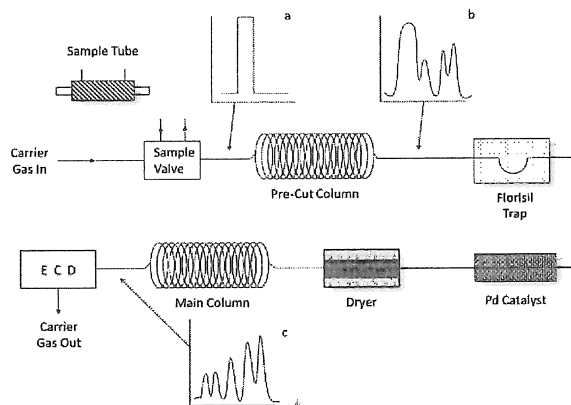 a
b
Sample Tube
Carrier
Gas In
Sample
Valve
Pre-Cut Column
Florisil
Trap
E C D
Main Column
Dryer
Pd Catalyst
Carrier
Gas Out
c